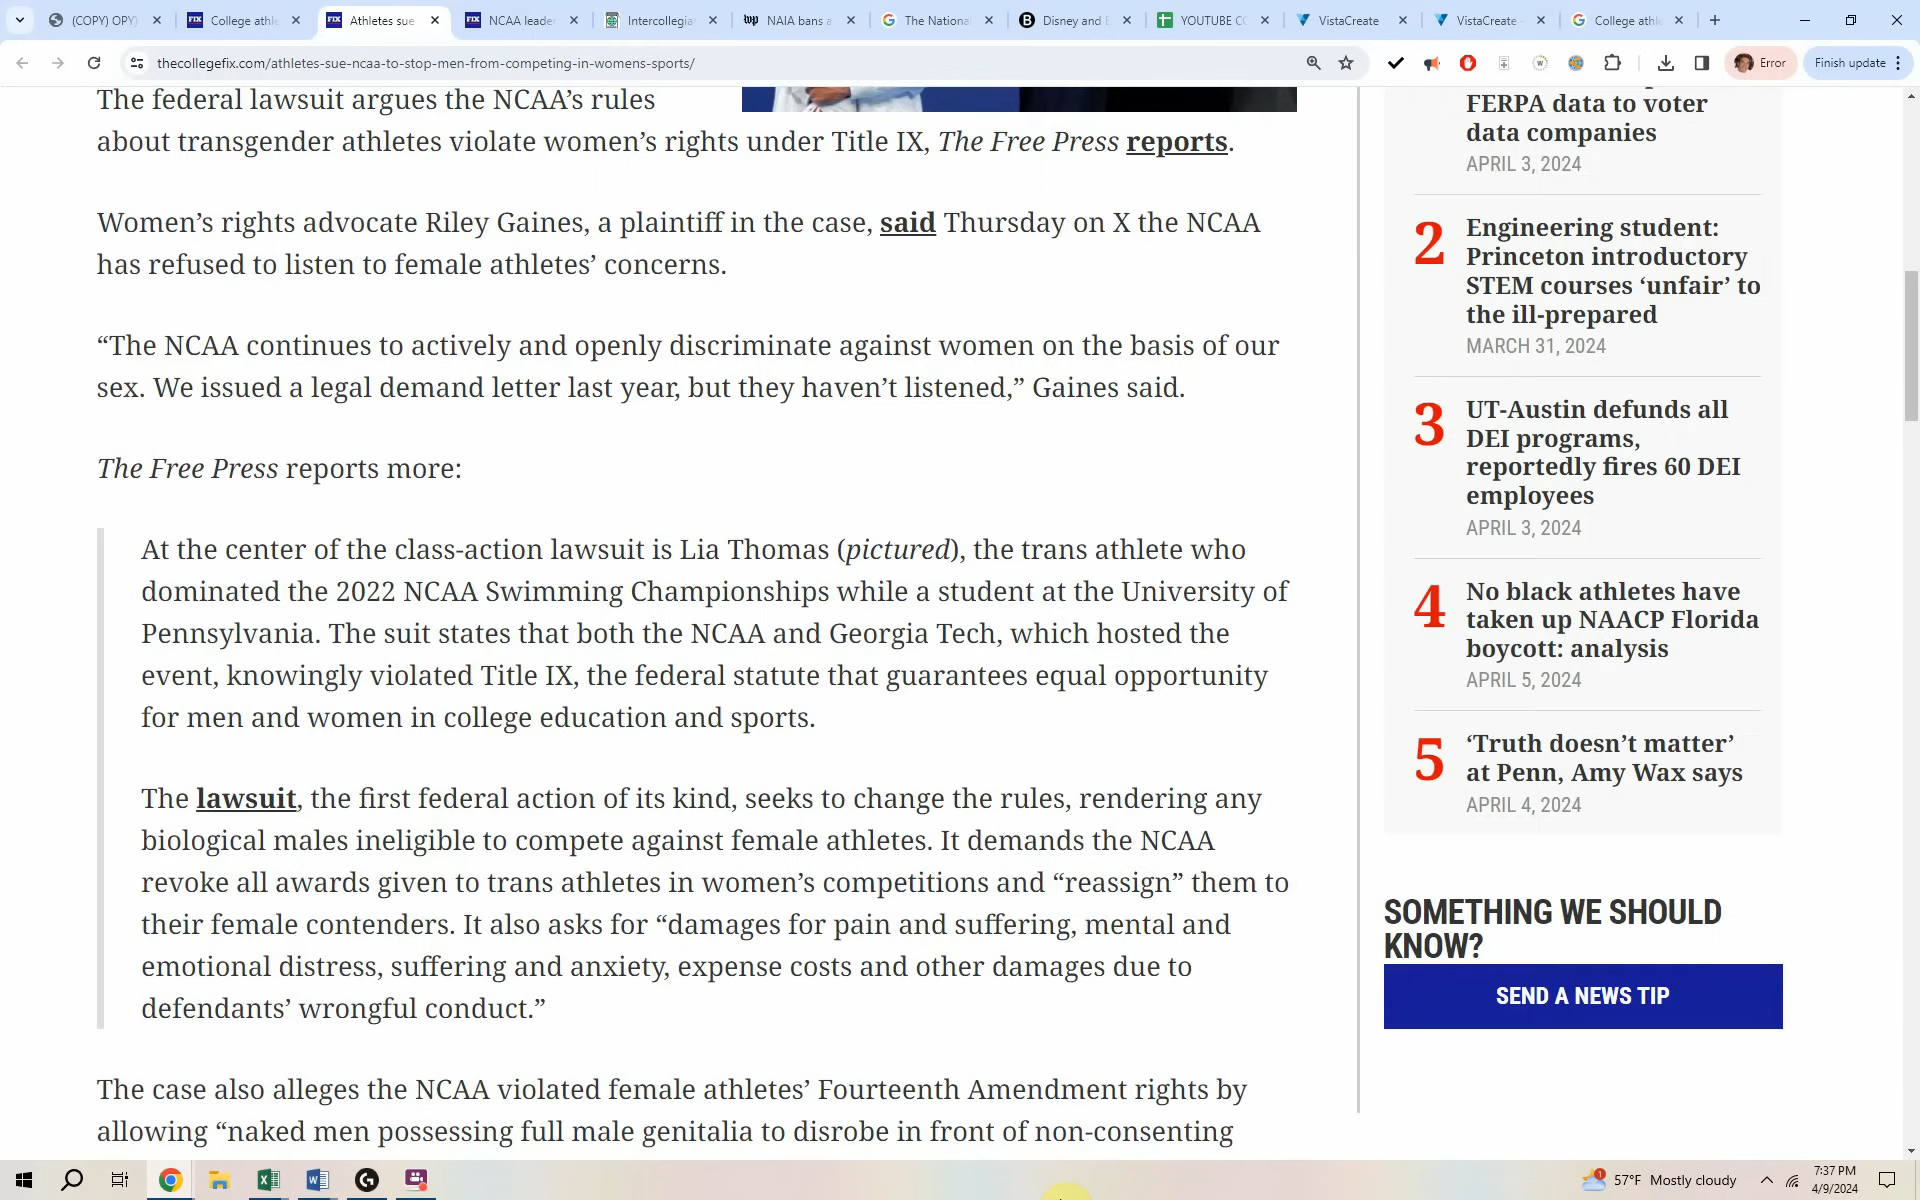 (COPY) OPY)
College athl
Athletes sue
NCAA leade
Intercollegia
NAIA bans a
The Nationa
Disney and E
YOUTUBE CC
VistaCreate
VistaCreate
College athl
thecollegefix.com/athletes-sue-ncaa-to-stop-men-from-competing-in-womens-sports/
Error
Finish update
The federal lawsuit argues the NCAA’s rules
about transgender athletes violate women’s rights under Title IX, The Free Press reports.
Women’s rights advocate Riley Gaines, a plaintiff in the case, said Thursday on X the NCAA
has refused to listen to female athletes’ concerns.
“The NCAA continues to actively and openly discriminate against women on the basis of our
sex. We issued a legal demand letter last year, but they haven’t listened,” Gaines said.
The Free Press reports more:
At the center of the class-action lawsuit is Lia Thomas (pictured), the trans athlete who
dominated the 2022 NCAA Swimming Championships while a student at the University of
Pennsylvania. The suit states that both the NCAA and Georgia Tech, which hosted the
event, knowingly violated Title IX, the federal statute that guarantees equal opportunity
for men and women in college education and sports.
The lawsuit, the first federal action of its kind, seeks to change the rules, rendering any
biological males ineligible to compete against female athletes. It demands the NCAA
revoke all awards given to trans athletes in women’s competitions and “reassign” them to
their female contenders. It also asks for “damages for pain and suffering, mental and
emotional distress, suffering and anxiety, expense costs and other damages due to
defendants’ wrongful conduct.”
The case also alleges the NCAA violated female athletes’ Fourteenth Amendment rights by
allowing “naked men possessing full male genitalia to disrobe in front of non-consenting
FERPA data to voter
data companies
APRIL 3, 2024
2
Engineering student:
Princeton introductory
STEM courses ‘unfair’ to
the ill-prepared
MARCH 31, 2024
3
UT-Austin defunds all
DEI programs,
reportedly fires 60 DEI
employees
APRIL 3, 2024
4
No black athletes have
taken up NAACP Florida
boycott: analysis
APRIL 5, 2024
5
‘Truth doesn’t matter’
at Penn, Amy Wax says
APRIL 4, 2024
SOMETHING WE SHOULD
KNOW?
SEND A NEWS TIP
57°F Mostly cloudy
7:37 PM
4/9/2024